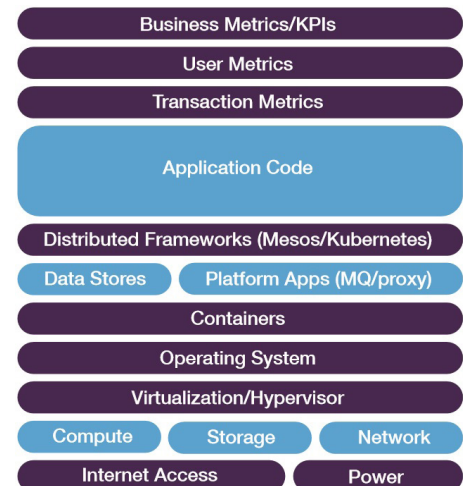 Business Metrics/KPIs
User Metrics
Transaction Metrics
Application Code
Distributed Frameworks (Mesos/Kubernetes)
Data Stores
Platform Apps (MQ/proxy)
Containers
Operating System
Virtualization/Hypervisor
Compute
Storage
Network
Internet Access
Power